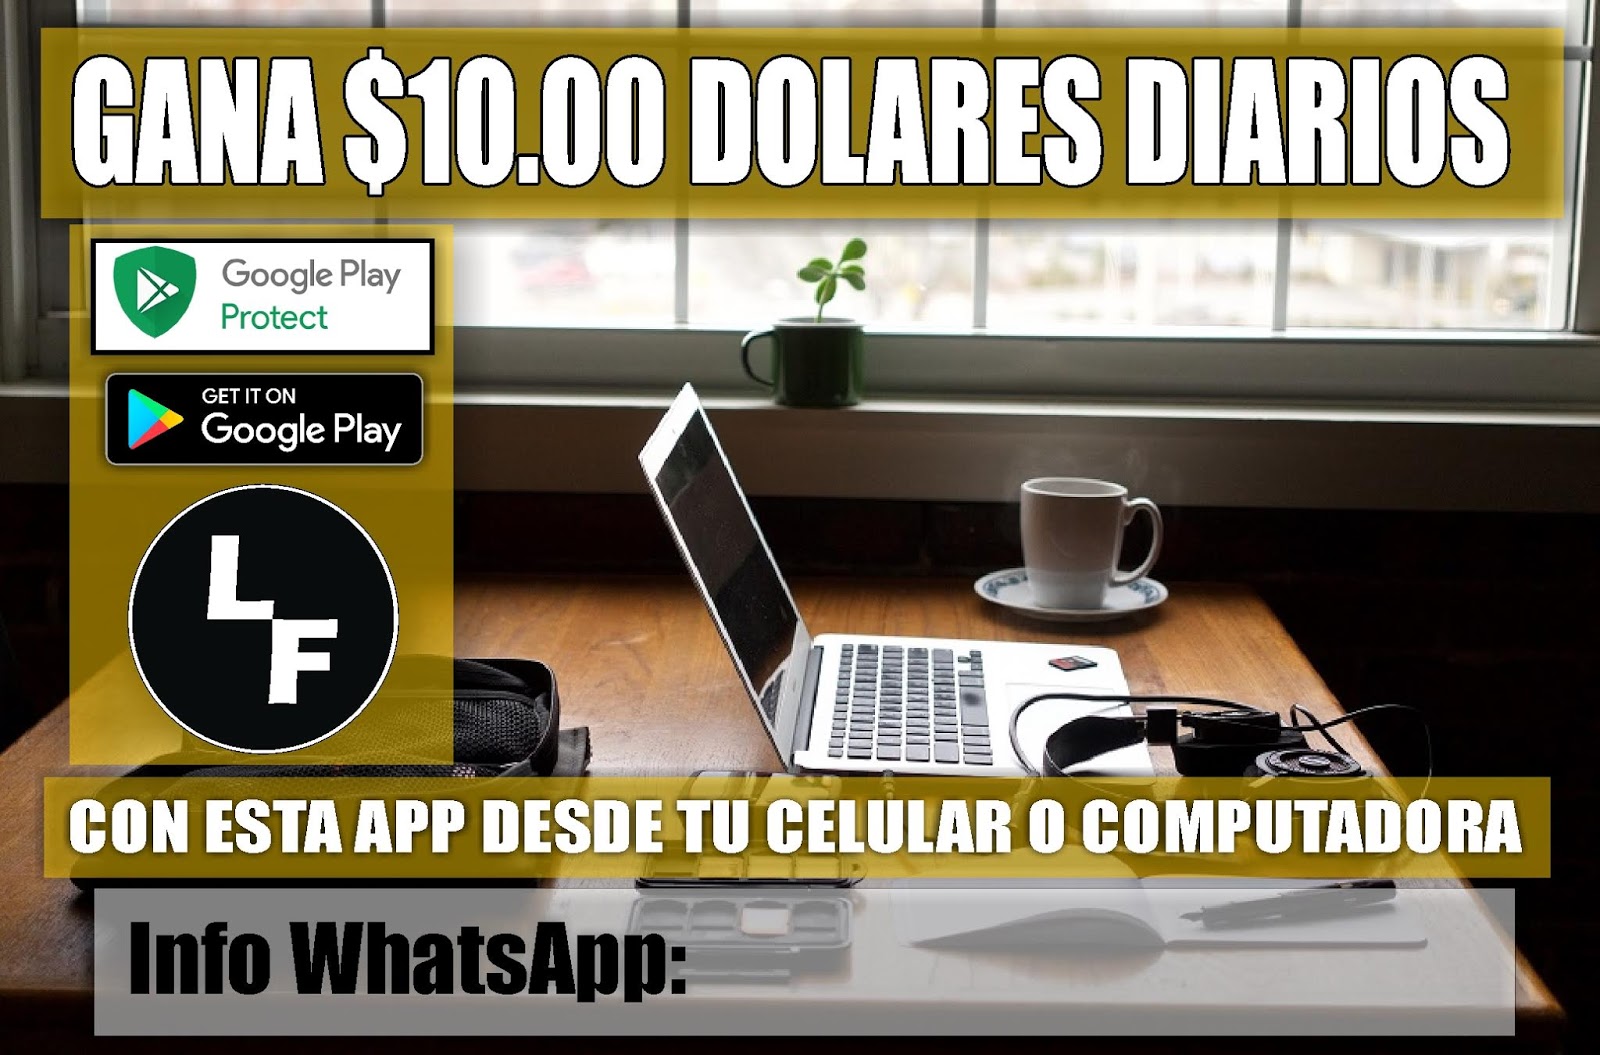 GANA $10.00 DOLARES DIARIOS
Google Play
Protect
GET IT ON
Google Play
L
F
CON ESTA APP DESDE TU CELULAR O COMPUTADORA
Info WhatsApp: